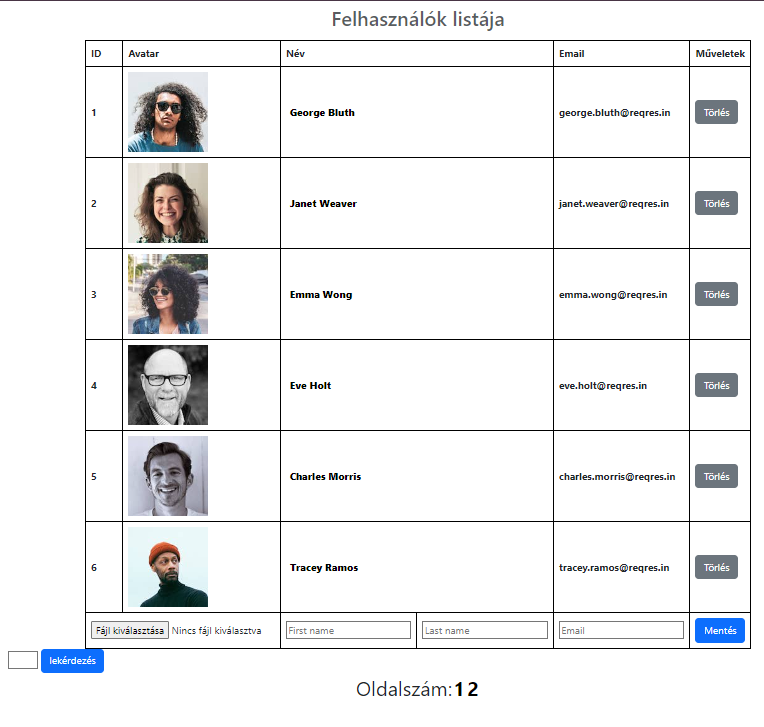 Felhasználók listája
ID Avatar Név Email Műveletek
1 George Bluth george.bluth@reqres.in Törlés
2 Janet Weaver janet.weaver@reqres.in Törlés
3 Emma Wong emma.wong@reqres.in Törlés
4 Eve Holt eve.holt@reqres.in Törlés
5 Charles Morris charles.morris@reqres.in Törlés
6 Tracey Ramos tracey.ramos@reqres.in Törlés
Fájl kiválasztása Nincs fájl kiválasztva First name Last name Email Mentés
lekérdezés
Oldalszám: 1 2